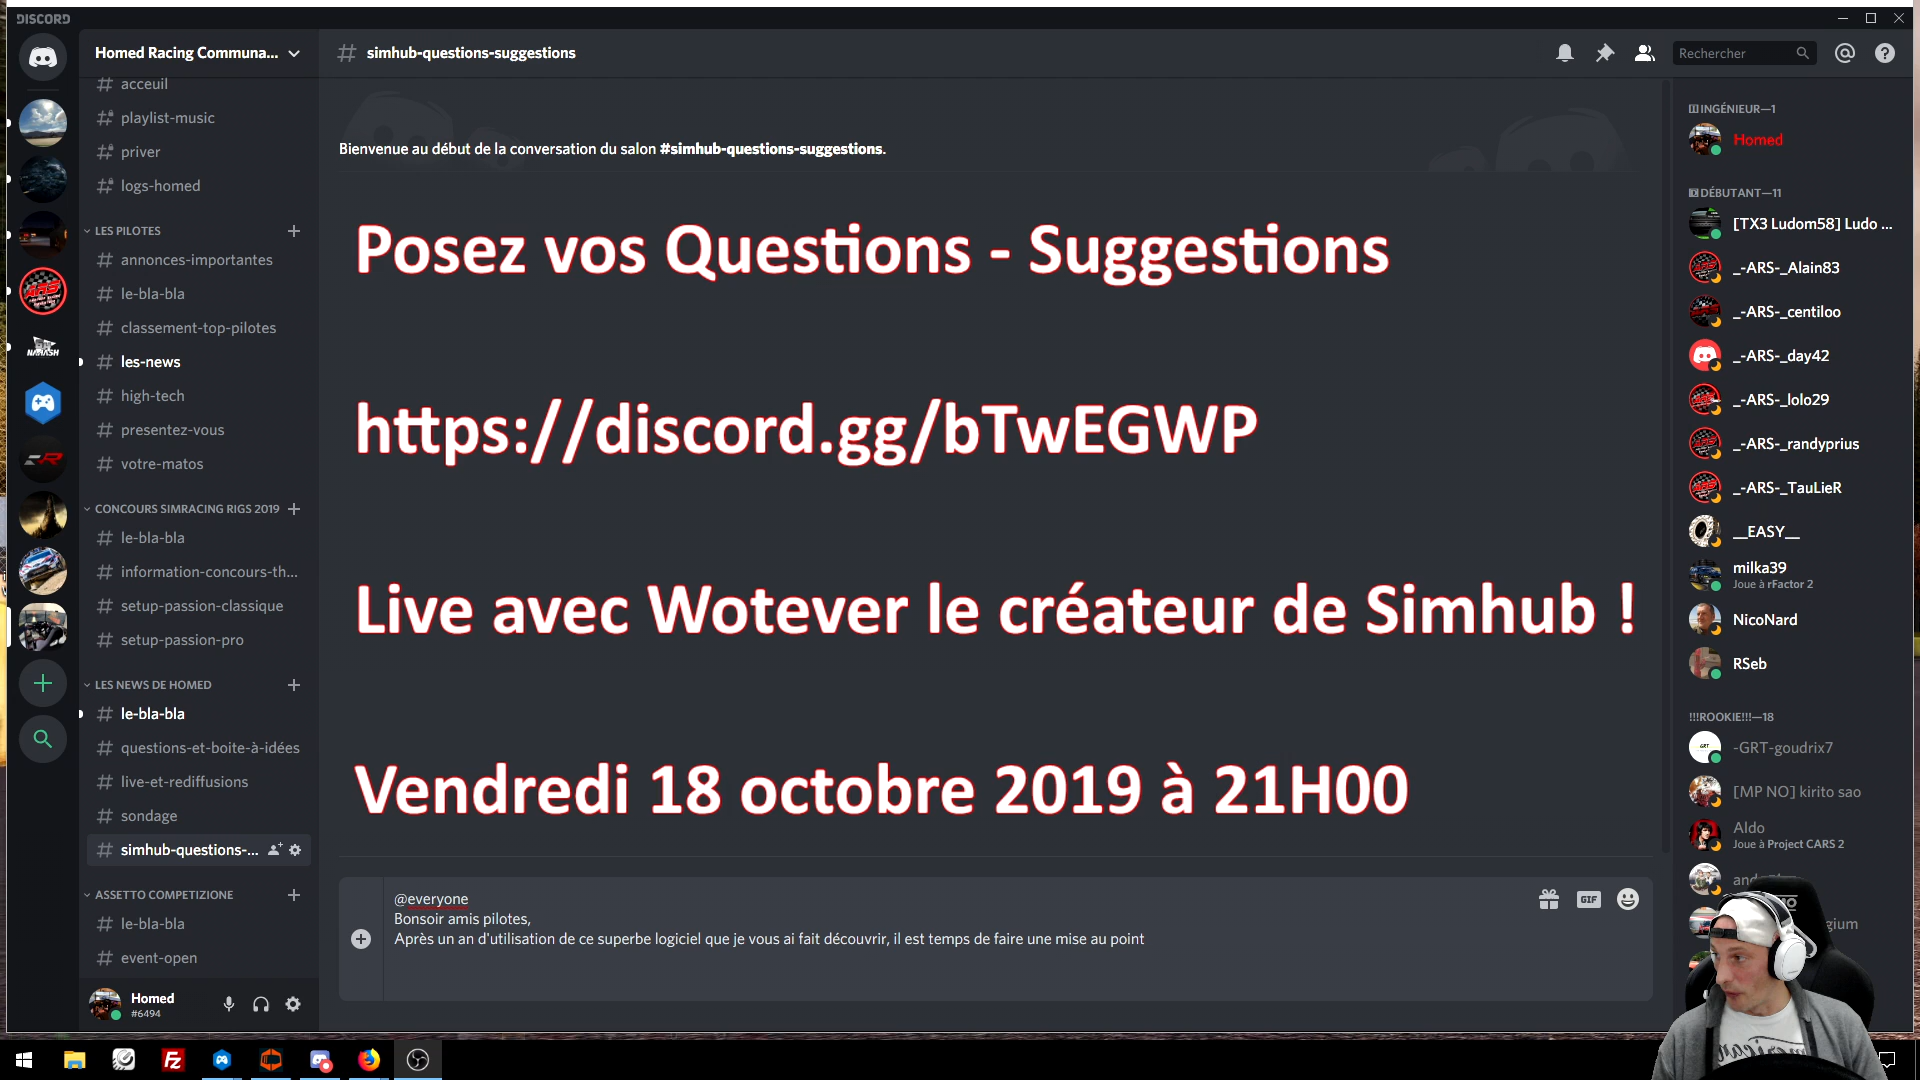 DISCORD
Homed Racing Communa...
simhub-questions-suggestions
Rechercher
acceuil
playlist-music
priver
logs-homed
LES PILOTES
annonces-importantes
le-bla-bla
classement-top-pilotes
les-news
high-tech
presentez-vous
votre-matos
CONCOURS SIMRACING RIGS 2019
le-bla-bla
information-concours-th...
setup-passion-classique
setup-passion-pro
LES NEWS DE HOMED
le-bla-bla
questions-et-boite-à-idées
live-et-rediffusions
sondage
simhub-questions-...
ASSETTO COMPETIZIONE
le-bla-bla
event-open
Homed
#6494
Bienvenue au début de la conversation du salon #simhub-questions-suggestions.
Posez vos Questions - Suggestions
https://discord.gg/bTwEGWP
Live avec Wotever le créateur de Simhub !
Vendredi 18 octobre 2019 à 21H00
@everyone
Bonsoir amis pilotes,
Après un an d'utilisation de ce superbe logiciel que je vous ai fait découvrir, il est temps de faire une mise au point
GIF
INGÉNIEUR—1
Homed
DÉBUTANT—11
[TX3 Ludom58] Ludo ...
_-ARS-_Alain83
_-ARS-_centiloo
_-ARS-_day42
_-ARS-_lolo29
_-ARS-_randyprius
_-ARS-_TauLieR
__EASY__
milka39
Joue à rFactor 2
NicoNard
RSeb
!!!ROOKIE!!!—18
-GRT-goudrix7
[MP NO] kirito sao
Aldo
Joue à Project CARS 2